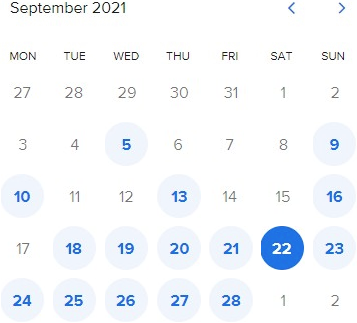 September 2021
MON TUE WED THU FRI SAT SUN
27 28 29 30 31 1 2
3 4 5 6 7 8 9
10 11 12 13 14 15 16
17 18 19 20 21 22 23
24 25 26 27 28 1 2